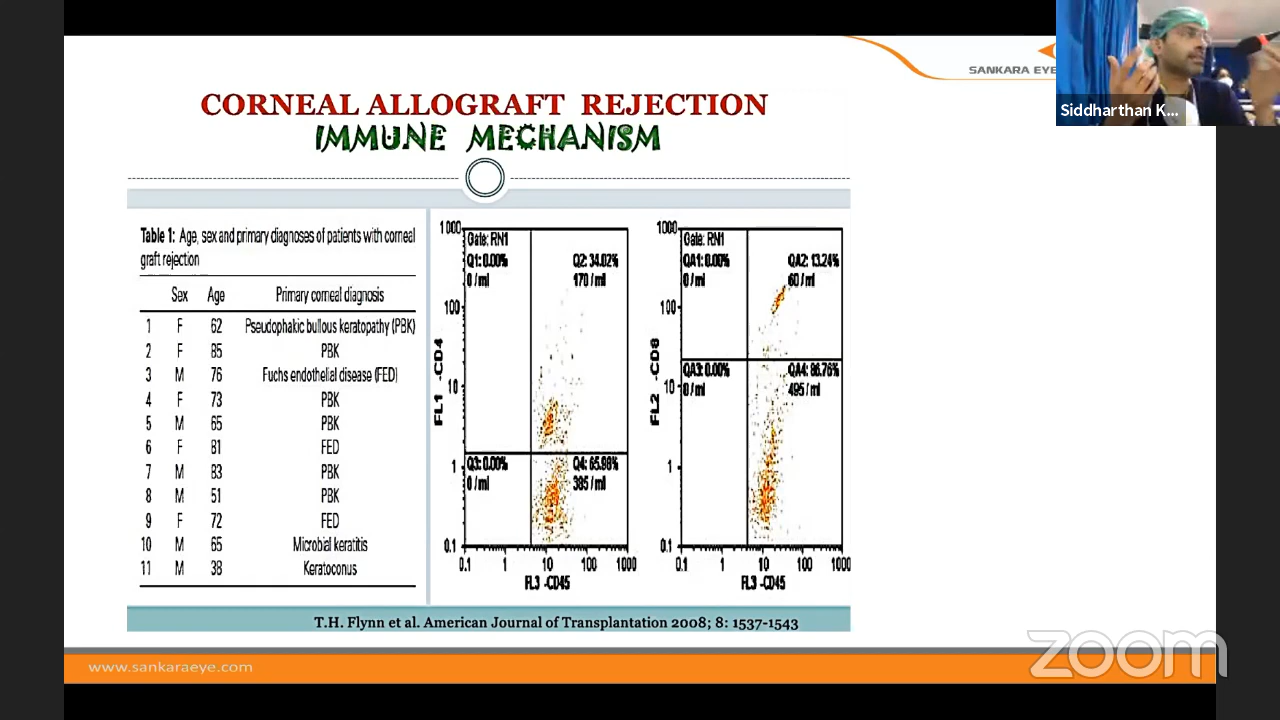 SANKARA EYE
Siddharthan K...
CORNEAL ALLOGRAFT REJECTION
IMMUNE MECHANISM
Table 1: Age, sex and primary diagnoses of patients with corneal
graft rejection
Sex Age Primary corneal diagnosis
1 F 62 Pseudophakic bullous keratopathy (PBK)
2 F 85 PBK
3 M 76 Fuchs endothelial disease (FED)
4 F 73 PBK
5 M 65 PBK
6 F 81 FED
7 M 83 PBK
8 M 51 PBK
9 F 72 FED
10 M 65 Microbial keratitis
11 M 38 Keratoconus
1000
100
10
1
0.1
FL1 -CD4
Gate: RN1
Q1: 0.00%
0 / ml
Q2: 34.02%
170 / ml
Q3: 0.00%
0 / ml
Q4: 65.98%
385 / ml
0.1 1 10 100 1000
FL3 -CD45
1000
100
10
1
0.1
FL2 -CD8
Gate: RN1
QA1: 0.00%
0 / ml
QA2: 13.24%
60 / ml
QA3: 0.00%
0 / ml
QA4: 86.76%
495 / ml
0.1 1 10 100 1000
FL3 -CD45
T.H. Flynn et al. American Journal of Transplantation 2008; 8: 1537-1543
www.sankaraeye.com
zoom